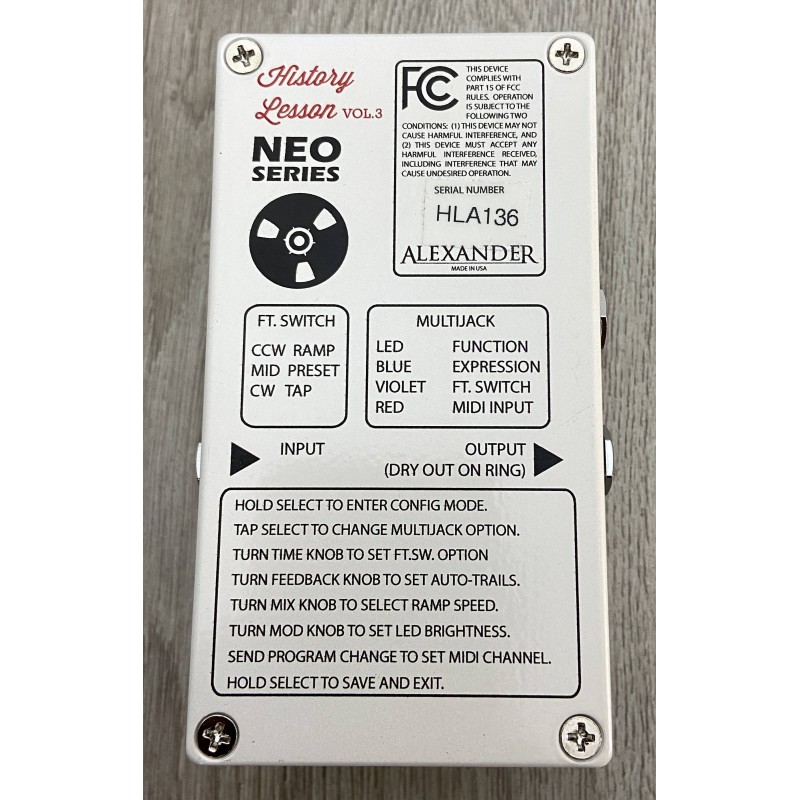 History
Lesson VOL.3
NEO
SERIES
FCC
THIS DEVICE
COMPLIES WITH
PART 15 OF FCC
RULES. OPERATION
IS SUBJECT TO THE
FOLLOWING TWO
CONDITIONS: (1) THIS DEVICE MAY NOT
CAUSE HARMFUL INTERFERENCE, AND
(2) THIS DEVICE MUST ACCEPT ANY
HARMFUL INTERFERENCE RECEIVED,
INCLUDING INTERFERENCE THAT MAY
CAUSE UNDESIRED OPERATION.
SERIAL NUMBER
HLA136
ALEXANDER
MADE IN USA
FT. SWITCH
CCW RAMP
MID PRESET
CW TAP
MULTIJACK
LED FUNCTION
BLUE EXPRESSION
VIOLET FT. SWITCH
RED MIDI INPUT
INPUT
OUTPUT
(DRY OUT ON RING)
HOLD SELECT TO ENTER CONFIG MODE.
TAP SELECT TO CHANGE MULTIJACK OPTION.
TURN TIME KNOB TO SET FT.SW. OPTION
TURN FEEDBACK KNOB TO SET AUTO-TRAILS.
TURN MIX KNOB TO SELECT RAMP SPEED.
TURN MOD KNOB TO SET LED BRIGHTNESS.
SEND PROGRAM CHANGE TO SET MIDI CHANNEL.
HOLD SELECT TO SAVE AND EXIT.